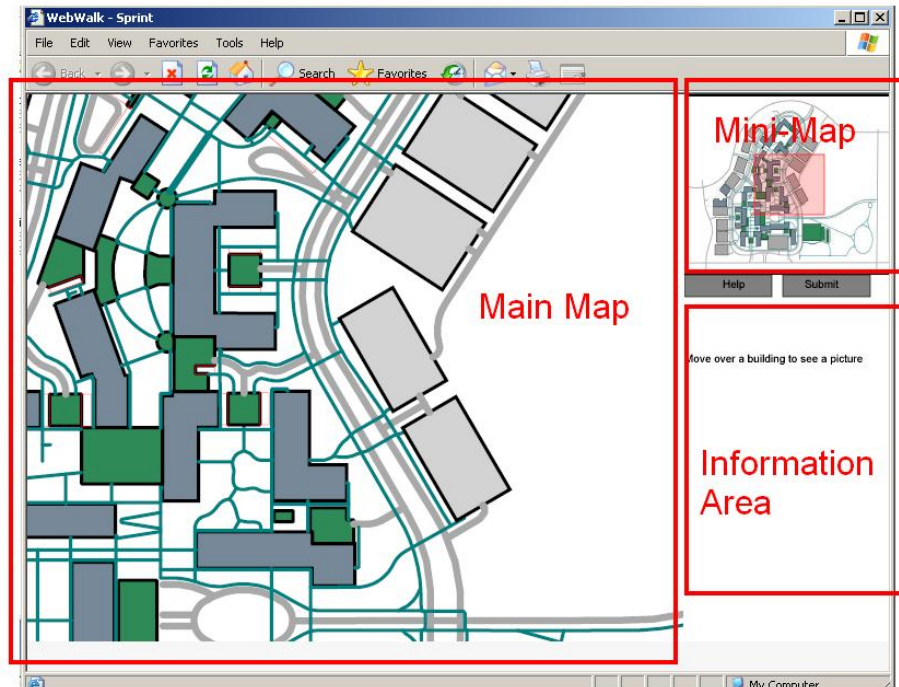 WebWalk - Sprint
File Edit View Favorites Tools Help
Back Search Favorites
Mini-Map
Main Map
Help Submit
Move over a building to see a picture
Information
Area
My Computer